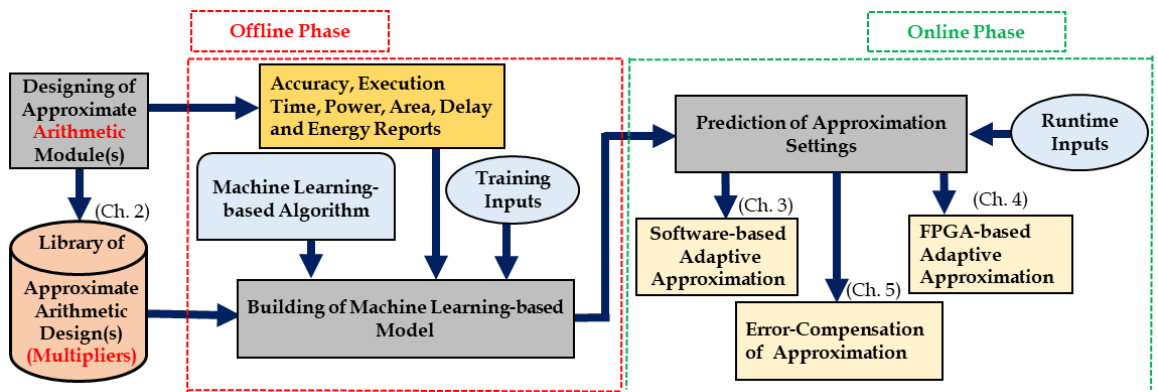 Offline Phase
Online Phase
Designing of
Approximate
Arithmetic
Module(s)
Accuracy, Execution
Time, Power, Area, Delay
and Energy Reports
Prediction of Approximation
Settings
Runtime
Inputs
Machine Learning-
based Algorithm
Training
Inputs
(Ch. 2)
(Ch. 3)
(Ch. 4)
Library of
Approximate
Arithmetic
Design(s)
(Multipliers)
Software-based
Adaptive
Approximation
FPGA-based
Adaptive
Approximation
Building of Machine Learning-based
Model
(Ch. 5)
Error-Compensation
of Approximation